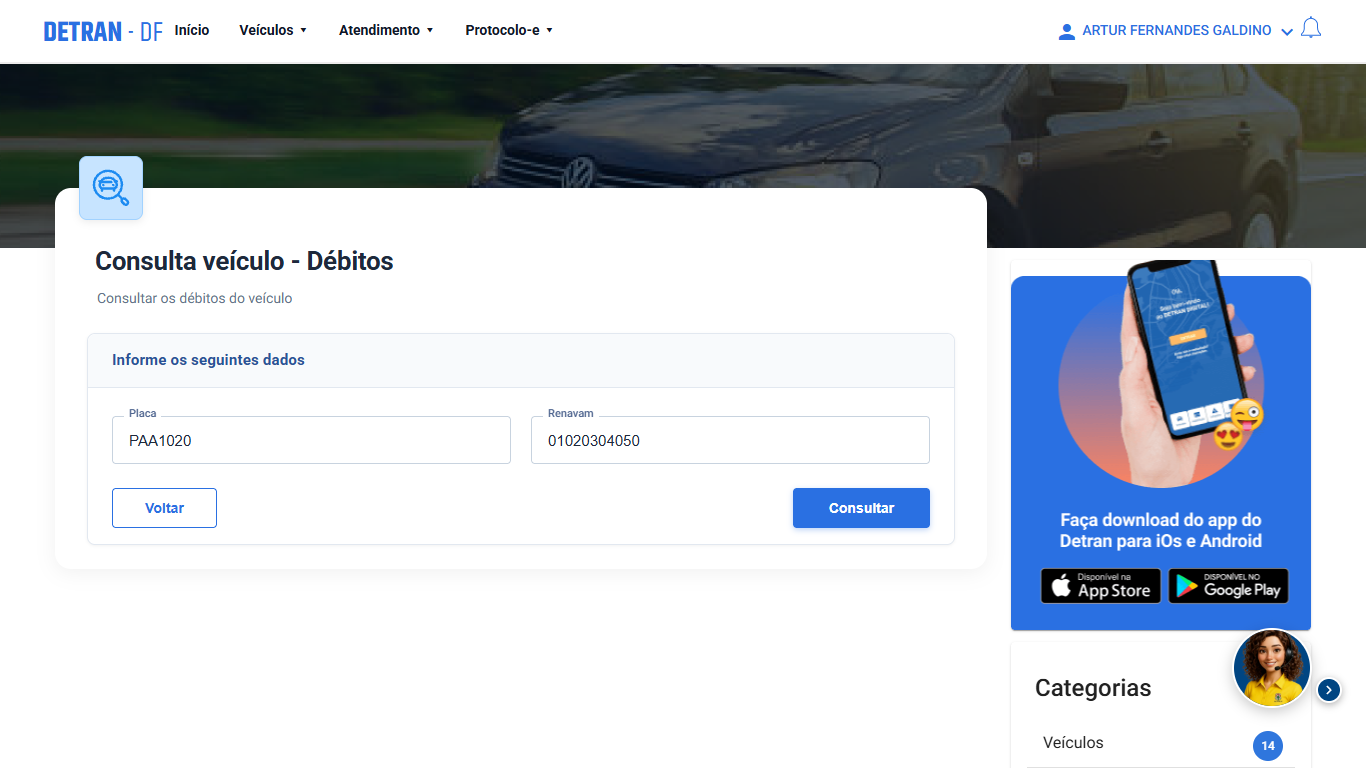 DETRAN - DF Início Veículos Atendimento Protocolo-e ARTUR FERNANDES GALDINO
Consulta veículo - Débitos
Consultar os débitos do veículo
Informe os seguintes dados
Placa
PAA1020
Renavam
01020304050
Voltar
Consultar
Faça download do app do
Detran para iOs e Android
Disponível na
App Store
DISPONÍVEL NO
Google Play
Categorias
Veículos 14